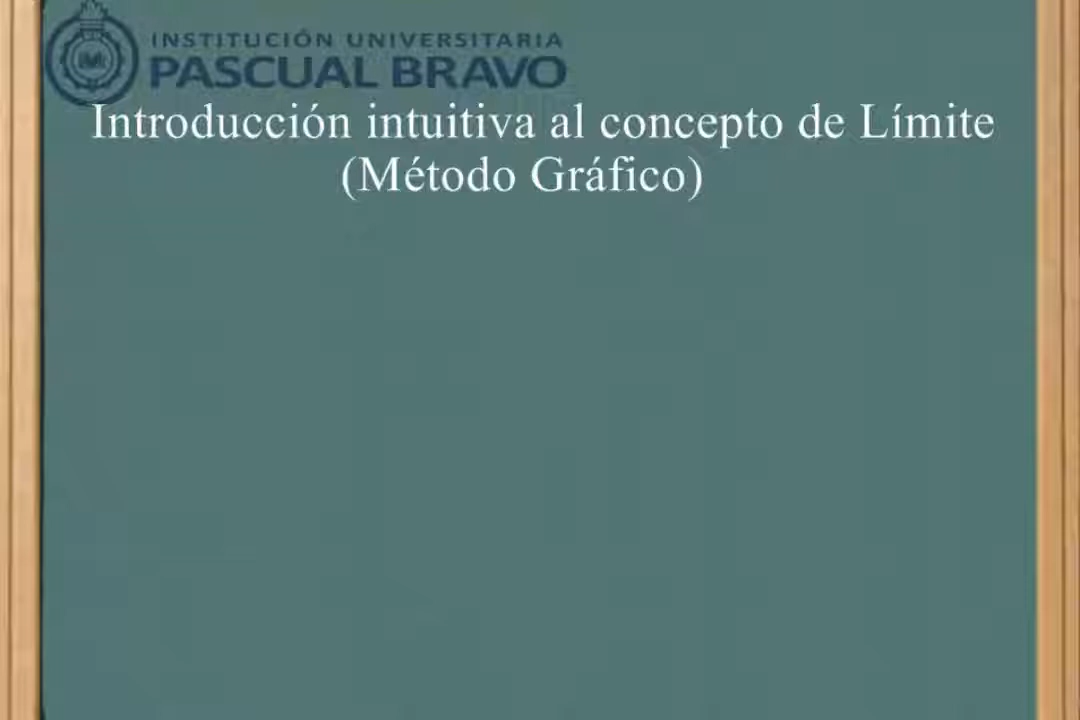 INSTITUCIÓN UNIVERSITARIA
PASCUAL BRAVO
Introducción intuitiva al concepto de Límite
(Método Gráfico)